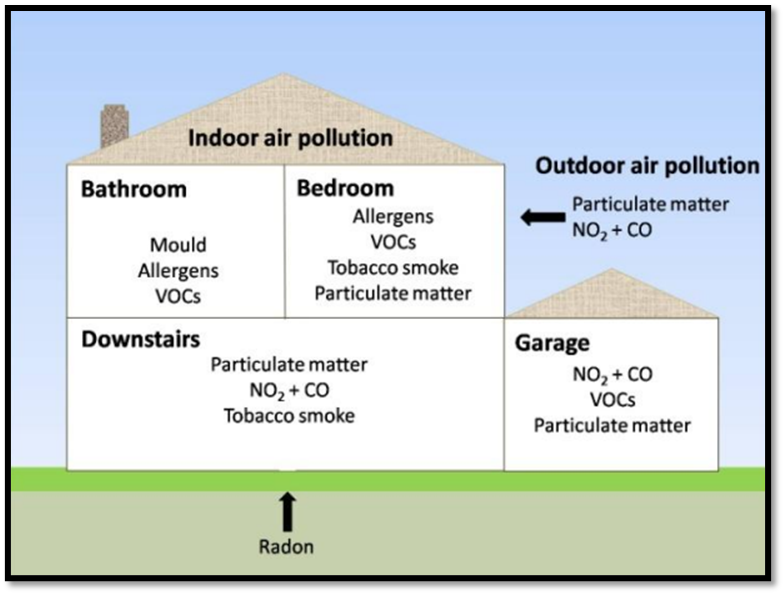 Indoor air pollution
Outdoor air pollution
Particulate matter
NO₂ + CO
Bathroom
Mould
Allergens
VOCs
Bedroom
Allergens
VOCs
Tobacco smoke
Particulate matter
Downstairs
Particulate matter
NO₂ + CO
Tobacco smoke
Garage
NO₂ + CO
VOCs
Particulate matter
Radon